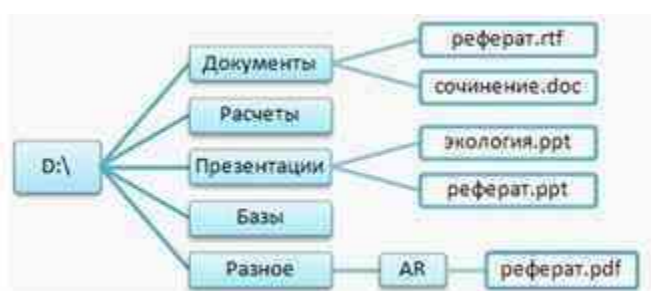 реферат.rtf
Документы
сочинение.doc
Расчеты
экология.ppt
D:\
Презентации
реферат.ppt
Базы
Разное
AR
реферат.pdf